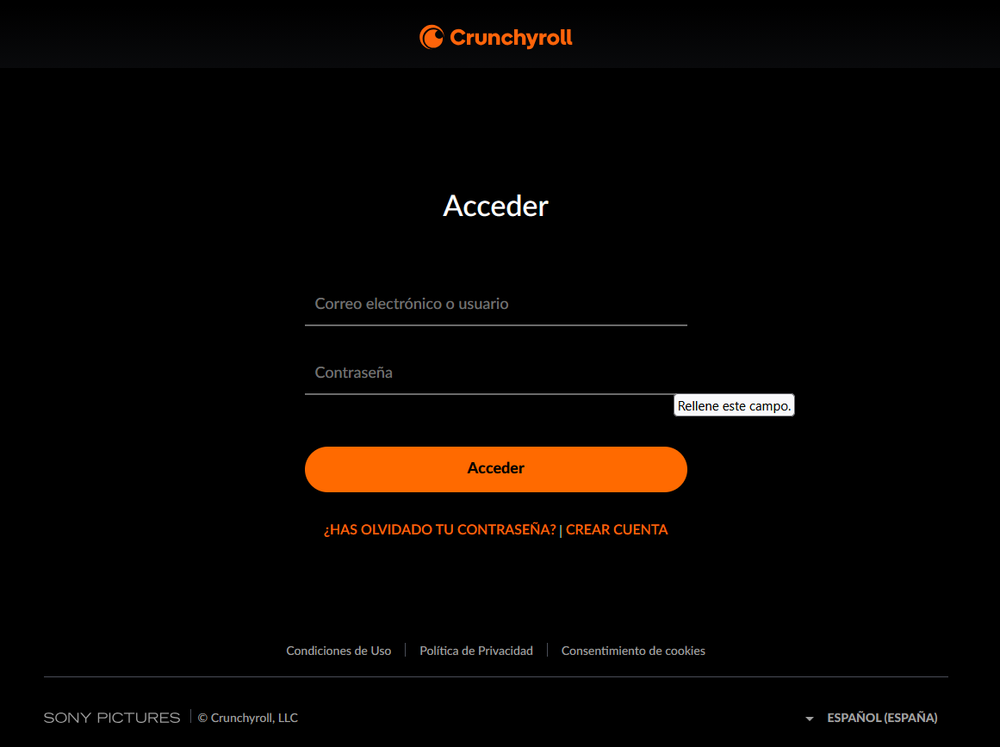 Crunchyroll
Acceder
Correo electrónico o usuario
Contraseña
Rellene este campo.
Acceder
¿HAS OLVIDADO TU CONTRASEÑA? | CREAR CUENTA
Condiciones de Uso | Política de Privacidad | Consentimiento de cookies
SONY PICTURES | © Crunchyroll, LLC ESPAÑOL (ESPAÑA)